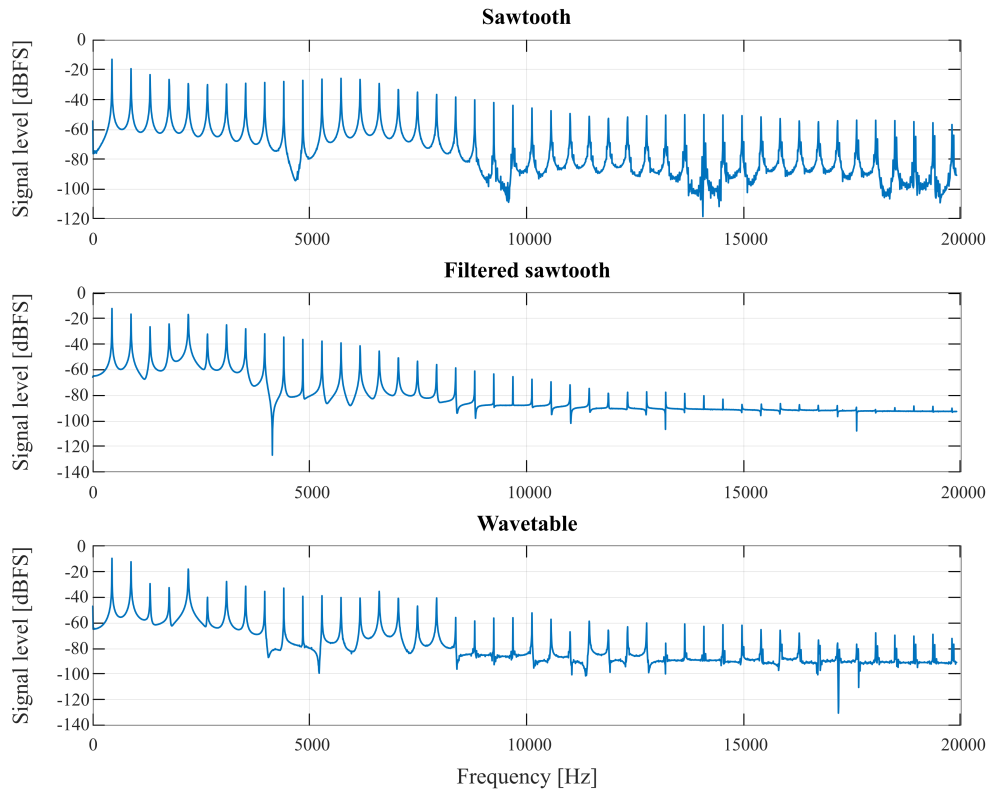 Sawtooth
Signal level [dBFS]
0
-20
-40
-60
-80
-100
-120
0 5000 10000 15000 20000
Filtered sawtooth
Signal level [dBFS]
0
-20
-40
-60
-80
-100
-120
-140
0 5000 10000 15000 20000
Wavetable
Signal level [dBFS]
0
-20
-40
-60
-80
-100
-120
-140
0 5000 10000 15000 20000
Frequency [Hz]